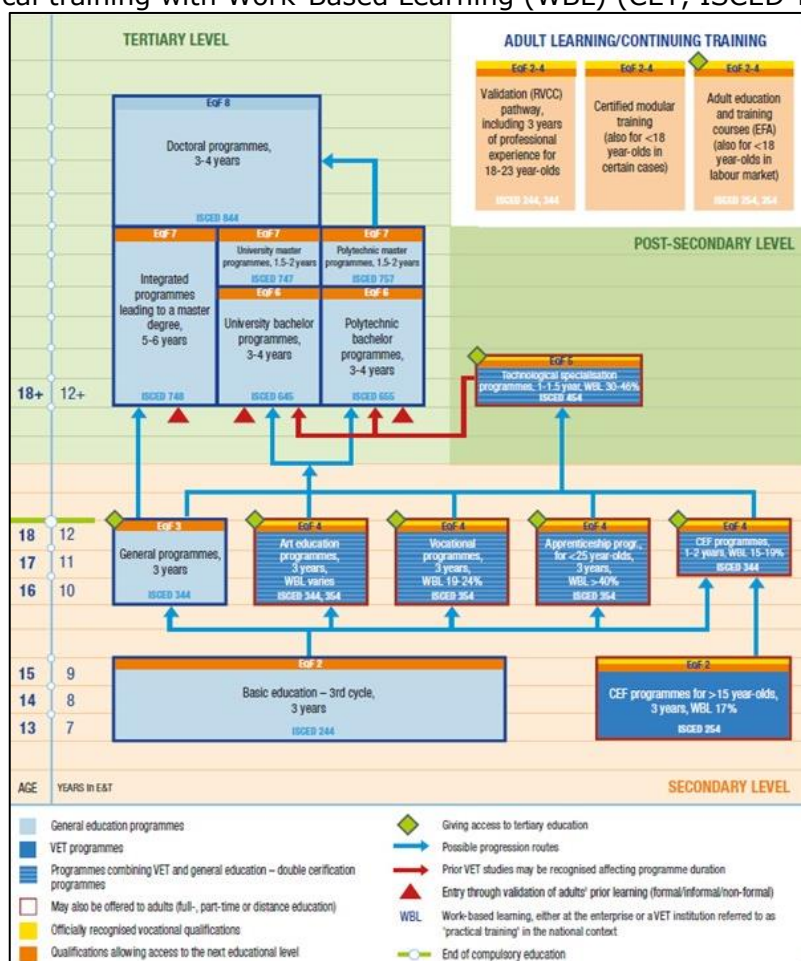 cal training with Work-Based Learning (WBL) (CET, ISCED
TERTIARY LEVEL
ADULT LEARNING/CONTINUING TRAINING
EQF 2-4
Validation (RVCC)
pathway,
including 3 years
of professional
experience for
18-23 year-olds
ISCED 244, 344
EQF 2-4
Certified modular
training
(also for <18
year-olds in
certain cases)
EQF 2-4
Adult education
and training
courses (EFA)
(also for <18
year-olds in
labour market)
ISCED 254, 354
EQF 8
Doctoral programmes,
3-4 years
ISCED 844
EQF 7
Integrated
programmes
leading to a master
degree,
5-6 years
ISCED 748
EQF 7
University master
programmes, 1.5-2 years
ISCED 747
EQF 7
Polytechnic master
programmes, 1.5-2 years
ISCED 757
EQF 6
University bachelor
programmes,
3-4 years
ISCED 645
EQF 6
Polytechnic
bachelor
programmes,
3-4 years
ISCED 655
POST-SECONDARY LEVEL
EQF 5
Technological specialisation
programmes, 1-1.5 year, WBL 30-46%
ISCED 454
18+ 12+
18 12
17 11
16 10
EQF 3
General programmes,
3 years
ISCED 344
EQF 4
Art education
programmes,
3 years,
WBL varies
ISCED 344, 354
EQF 4
Vocational
programmes,
3 years,
WBL 19-24%
ISCED 354
EQF 4
Apprenticeship progr.,
for <25 year-olds,
3 years,
WBL >40%
ISCED 354
EQF 4
CEF programmes,
1-2 years, WBL 15-19%
ISCED 344
15 9
14 8
13 7
EQF 2
Basic education – 3rd cycle,
3 years
ISCED 244
EQF 2
CEF programmes for >15 year-olds,
3 years, WBL 17%
ISCED 254
AGE YEARS in E&T
SECONDARY LEVEL
General education programmes
VET programmes
Programmes combining VET and general education – double cerification
programmes
May also be offered to adults (full-, part-time or distance education)
Officially recognised vocational qualifications
Qualifications allowing access to the next educational level
Giving access to tertiary education
Possible progression routes
Prior VET studies may be recognised affecting programme duration
Entry through validation of adults' prior learning (formal/informal/non-formal)
WBL Work-based learning, either at the enterprise or a VET institution referred to as
'practical training' in the national context
End of compulsory education